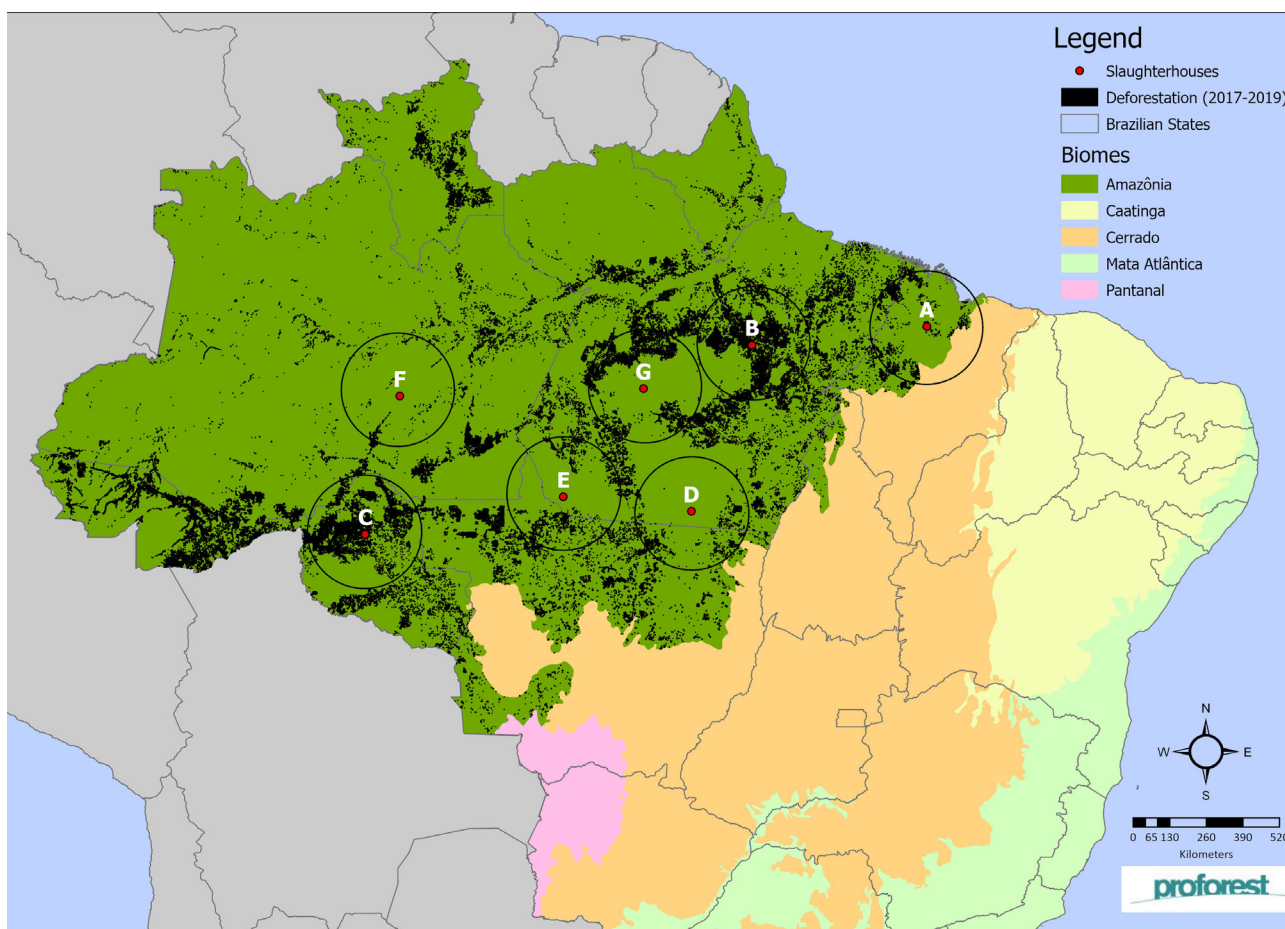 Legend
Slaughterhouses
Deforestation (2017-2019)
Brazilian States
Biomes
Amazônia
Caatinga
Cerrado
Mata Atlântica
Pantanal
A
B
G
F
E
D
C
N
W E
S
0 65 130 260 390 520
Kilometers
proforest